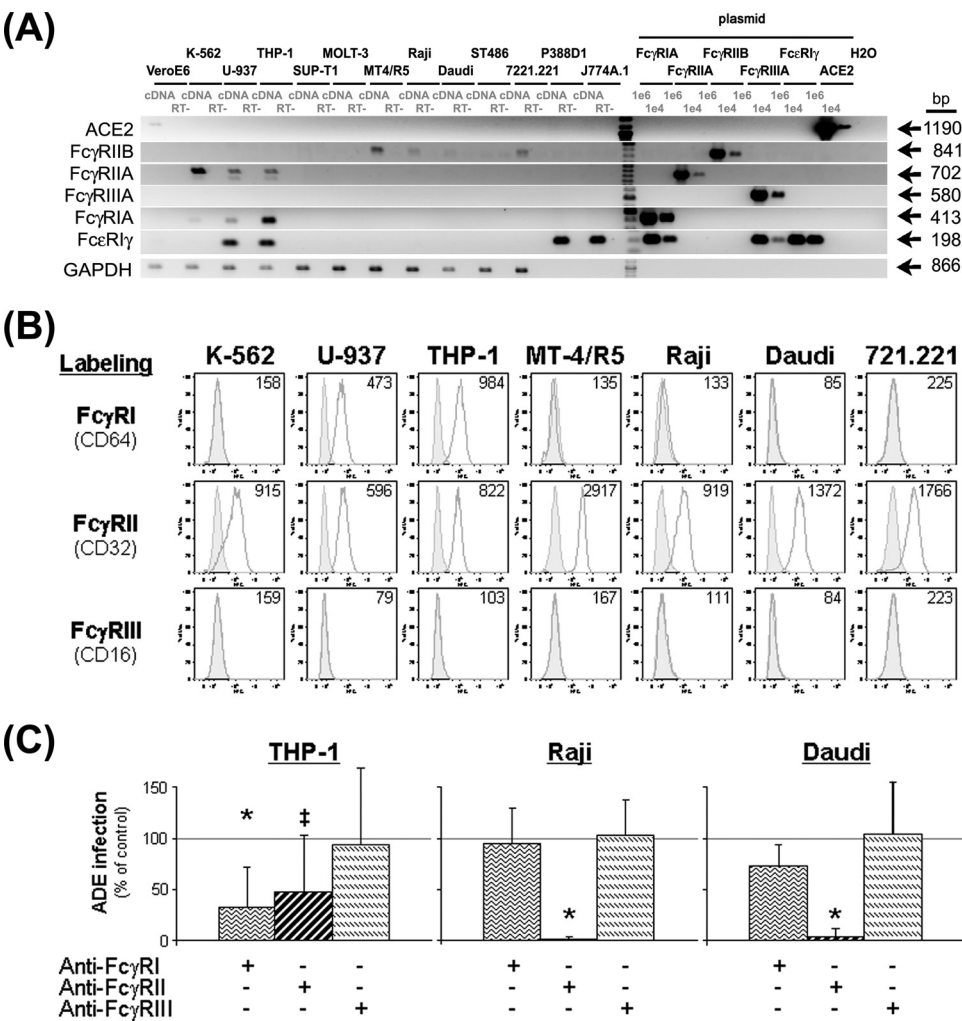 (A)
plasmid
K-562 THP-1 MOLT-3 Raji ST486 P388D1 FcγRIA FcγRIIB FcεRIγ H2O
VeroE6 U-937 SUP-T1 MT4/R5 Daudi 7221.221 J774A.1 FcγRIIA FcγRIIIA ACE2
cDNA cDNA cDNA cDNA cDNA cDNA cDNA cDNA cDNA cDNA cDNA cDNA cDNA 1e6 1e6 1e6 1e6 1e6 1e6
RT- RT- RT- RT- RT- RT- RT- RT- RT- RT- RT- RT- RT- 1e4 1e4 1e4 1e4 1e4 1e4
bp
ACE2 1190
FcγRIIB 841
FcγRIIA 702
FcγRIIIA 580
FcγRIA 413
FcεRIγ 198
GAPDH 866
(B)
Labeling K-562 U-937 THP-1 MT-4/R5 Raji Daudi 721.221
FcγRI
(CD64)
158 473 984 135 133 85 225
FcγRII
(CD32)
915 596 822 2917 919 1372 1766
FcγRIII
(CD16)
159 79 103 167 111 84 223
(C)
THP-1 Raji Daudi
ADE infection
(% of control)
150
100
50
0
* ‡ * *
Anti-FcγRI + - - + - - + - -
Anti-FcγRII - + - - + - - + -
Anti-FcγRIII - - + - - + - - +